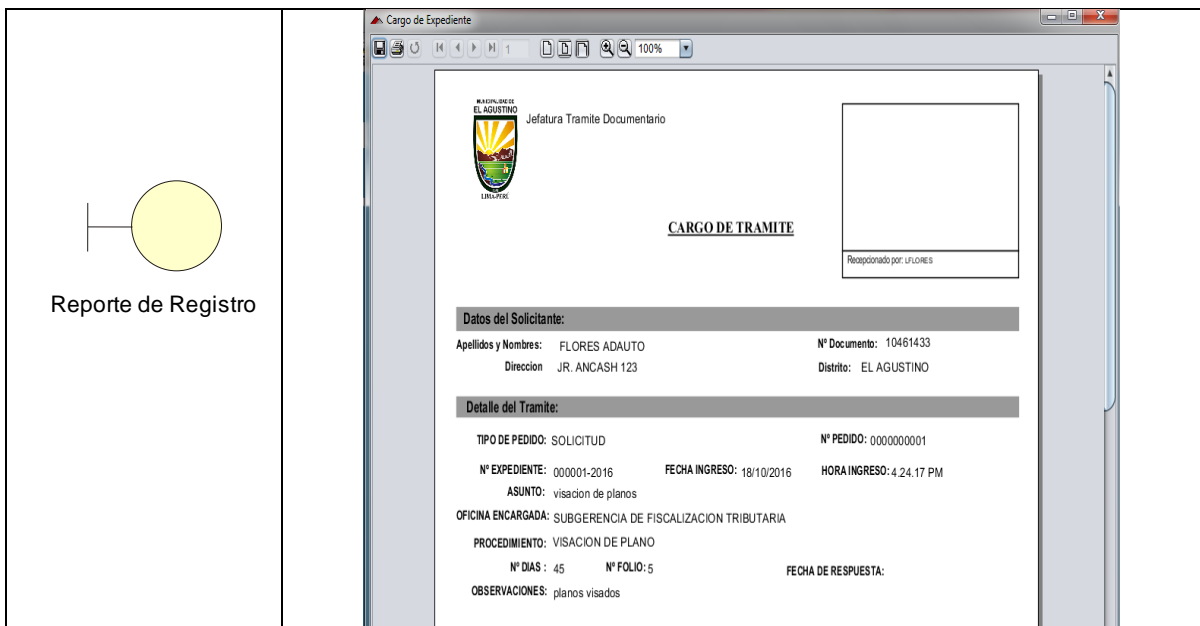 Reporte de Registro
Cargo de Expediente
1 100%
MUNICIPALIDAD DE
EL AGUSTINO
LIMA-PERÚ
Jefatura Tramite Documentario
CARGO DE TRAMITE
Recepcionado por: LFLORES
Datos del Solicitante:
Apellidos y Nombres: FLORES ADAUTO Nº Documento: 10461433
Direccion JR. ANCASH 123 Distrito: EL AGUSTINO
Detalle del Tramite:
TIPO DE PEDIDO: SOLICITUD Nº PEDIDO: 0000000001
Nº EXPEDIENTE: 000001-2016 FECHA INGRESO: 18/10/2016 HORA INGRESO: 4.24.17 PM
ASUNTO: visacion de planos
OFICINA ENCARGADA: SUBGERENCIA DE FISCALIZACION TRIBUTARIA
PROCEDIMIENTO: VISACION DE PLANO
Nº DIAS : 45 Nº FOLIO: 5 FECHA DE RESPUESTA:
OBSERVACIONES: planos visados